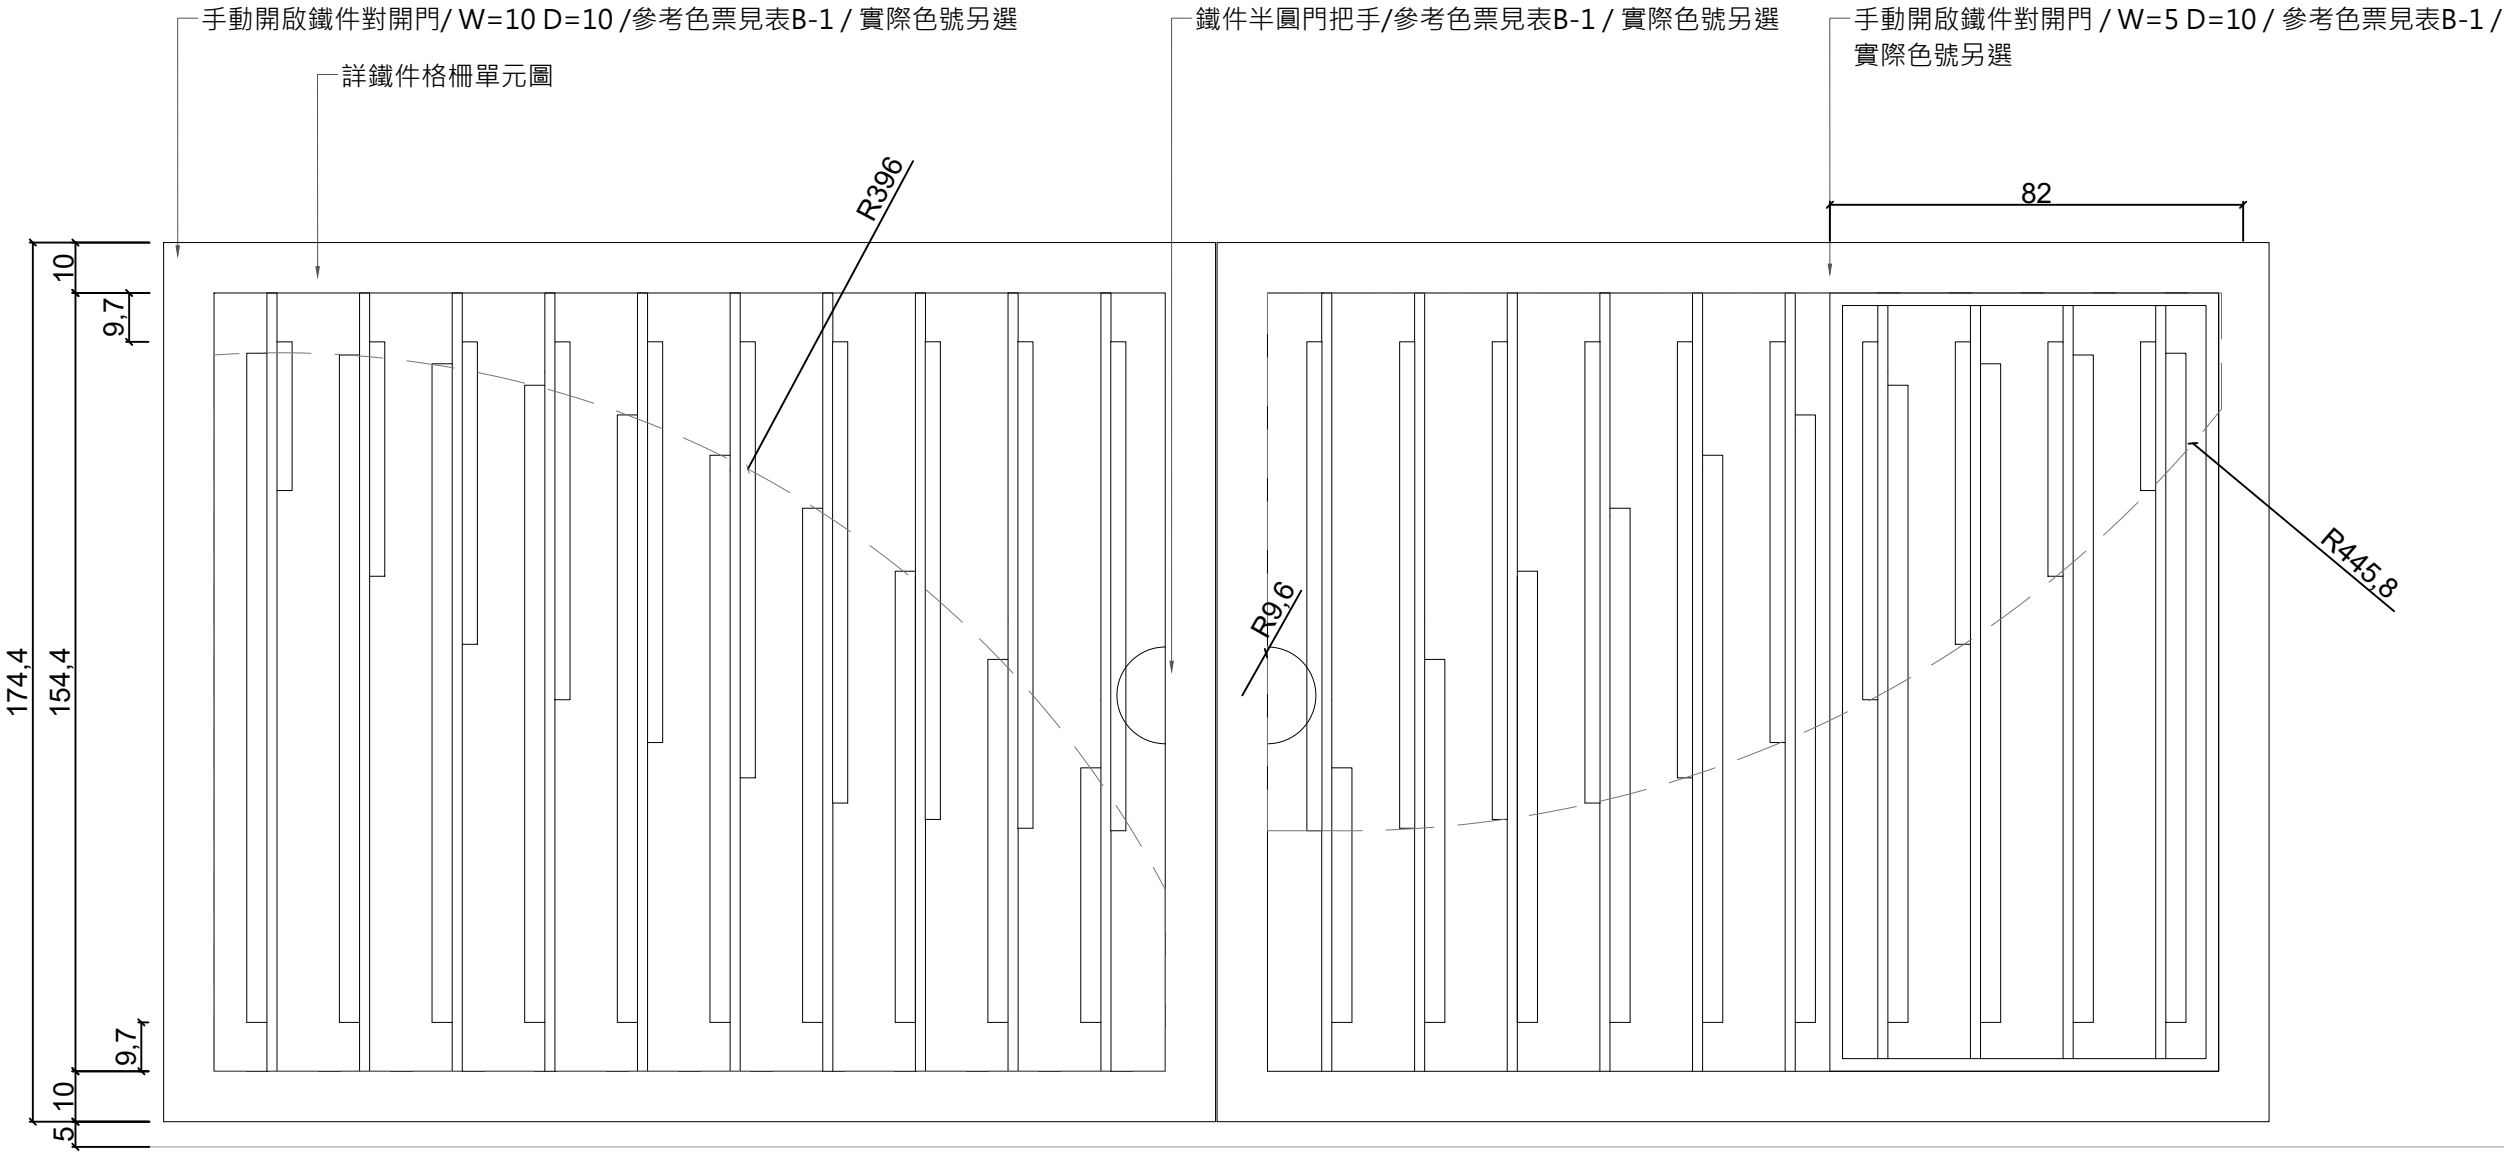 手動開啟鐵件對開門/ W=10 D=10 /參考色票見表B-1 / 實際色號另選
鐵件半圓門把手/參考色票見表B-1 / 實際色號另選
手動開啟鐵件對開門 / W=5 D=10 / 參考色票見表B-1 /
實際色號另選
詳鐵件格柵單元圖
R396
82
10
9,7
R9,6
R445,8
174,4
154,4
9,7
10
5